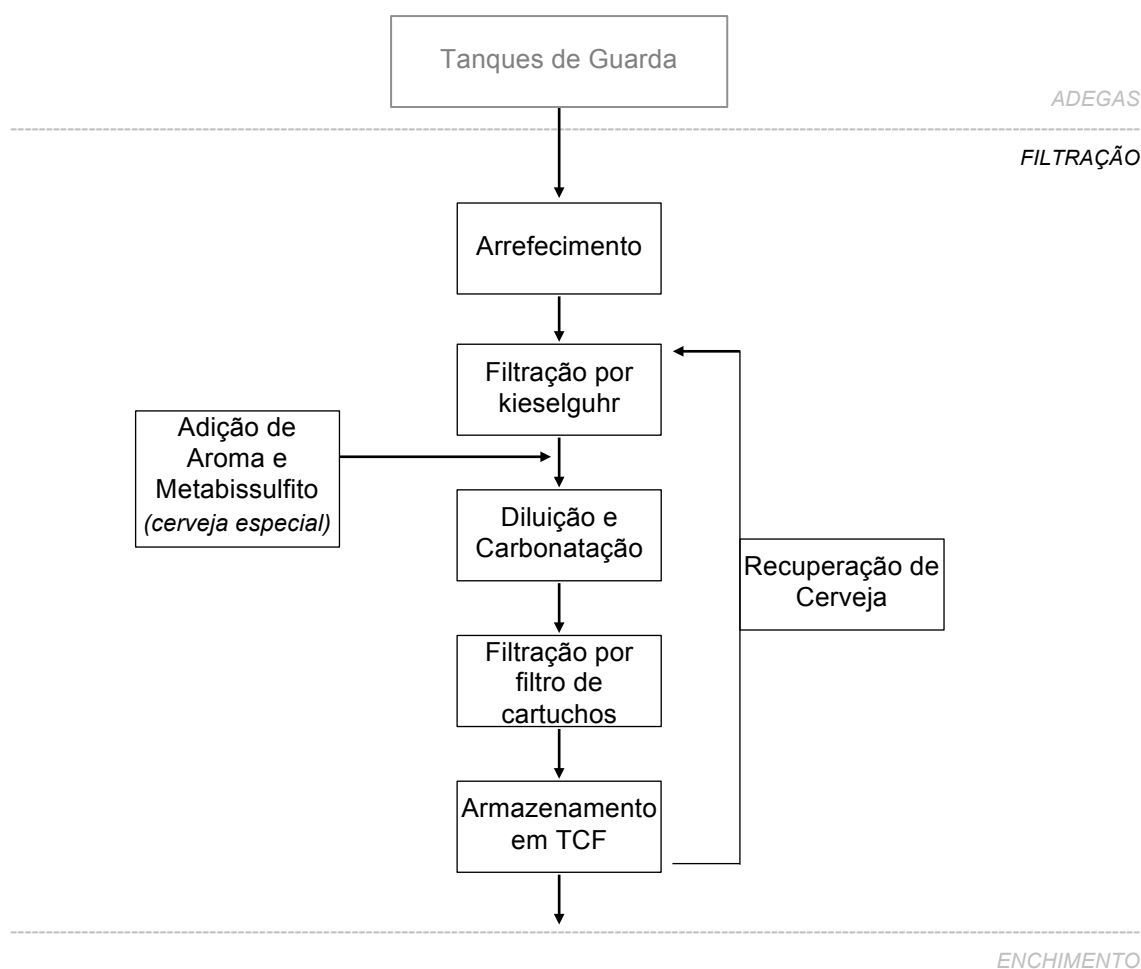 Tanques de Guarda
ADEGAS
FILTRAÇÃO
Arrefecimento
Filtração por
kieselguhr
Adição de
Aroma e
Metabissulfito
(cerveja especial)
Diluição e
Carbonatação
Recuperação de
Cerveja
Filtração por
filtro de
cartuchos
Armazenamento
em TCF
ENCHIMENTO